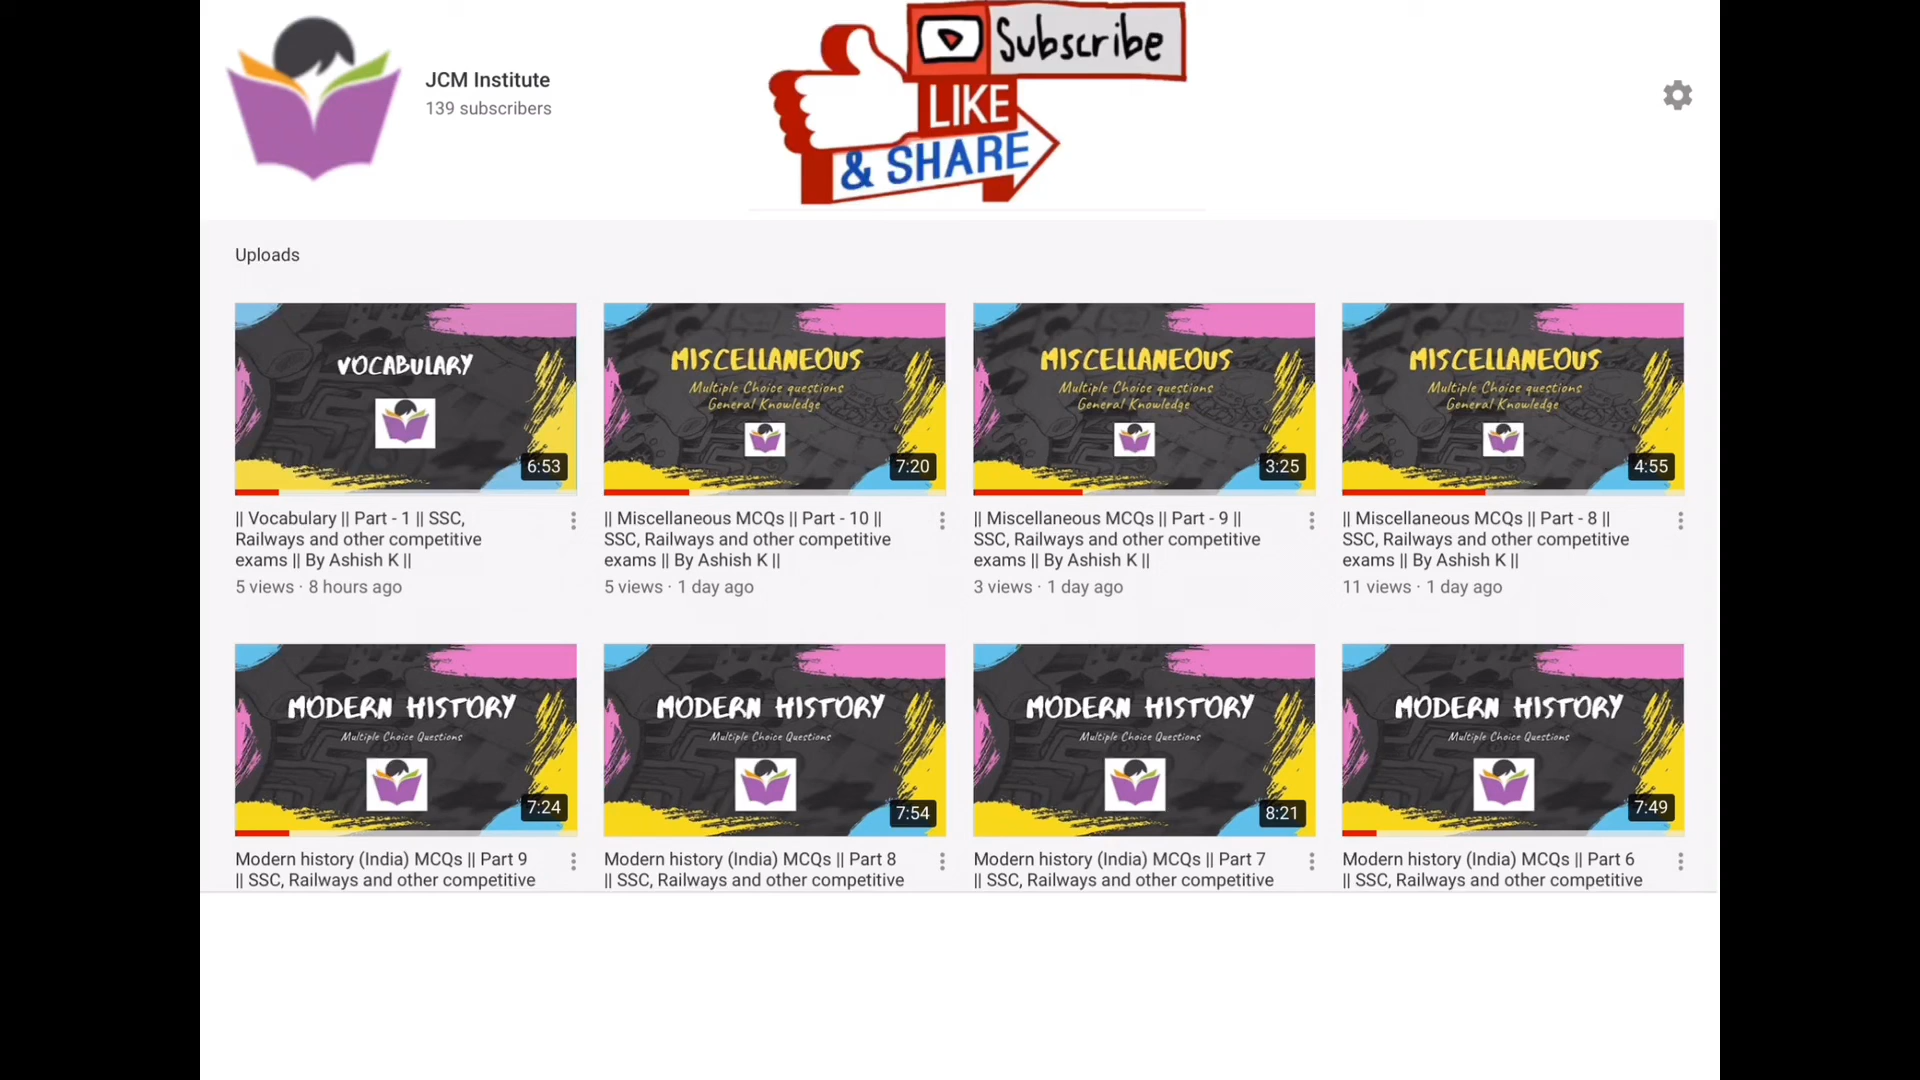 JCM Institute
139 subscribers
Subscribe
LIKE
& SHARE
Uploads
VOCABULARY
6:53
MISCELLANEOUS
Multiple Choice questions
General Knowledge
7:20
MISCELLANEOUS
Multiple Choice questions
General Knowledge
3:25
MISCELLANEOUS
Multiple Choice questions
General Knowledge
4:55
|| Vocabulary || Part - 1 || SSC,
Railways and other competitive
exams || By Ashish K ||
5 views · 8 hours ago
|| Miscellaneous MCQs || Part - 10 ||
SSC, Railways and other competitive
exams || By Ashish K ||
5 views · 1 day ago
|| Miscellaneous MCQs || Part - 9 ||
SSC, Railways and other competitive
exams || By Ashish K ||
3 views · 1 day ago
|| Miscellaneous MCQs || Part - 8 ||
SSC, Railways and other competitive
exams || By Ashish K ||
11 views · 1 day ago
MODERN HISTORY
Multiple Choice Questions
7:24
MODERN HISTORY
Multiple Choice Questions
7:54
MODERN HISTORY
Multiple Choice Questions
8:21
MODERN HISTORY
Multiple Choice Questions
7:49
Modern history (India) MCQs || Part 9
|| SSC, Railways and other competitive
Modern history (India) MCQs || Part 8
|| SSC, Railways and other competitive
Modern history (India) MCQs || Part 7
|| SSC, Railways and other competitive
Modern history (India) MCQs || Part 6
|| SSC, Railways and other competitive